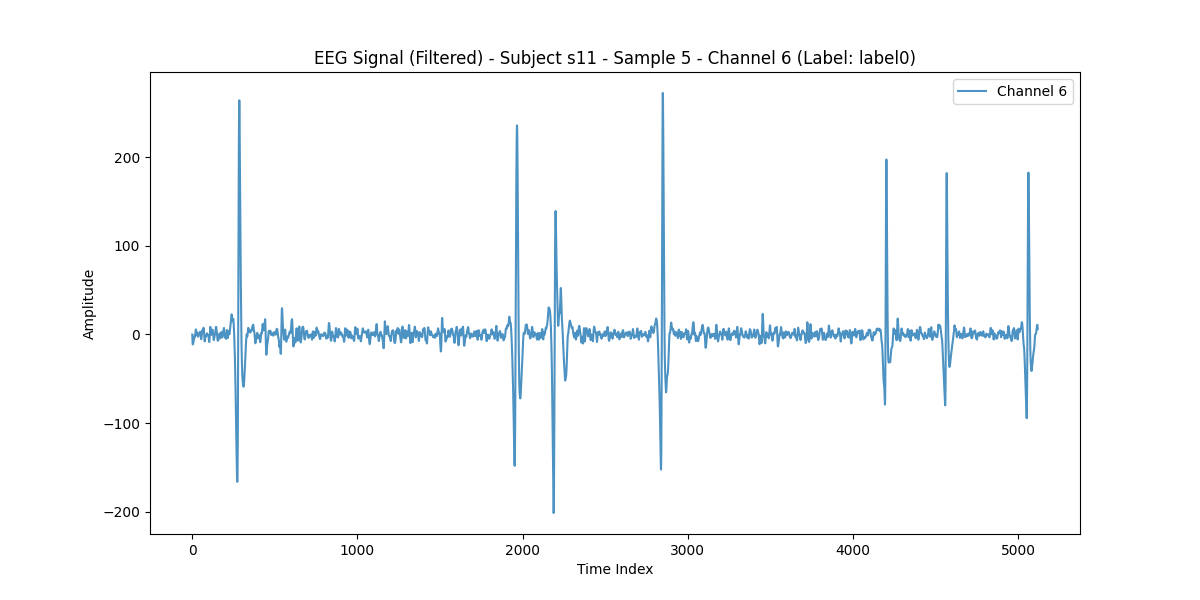 EEG Signal (Filtered) - Subject s11 - Sample 5 - Channel 6 (Label: label0)
Channel 6
200
100
0
−100
−200
Amplitude
0 1000 2000 3000 4000 5000
Time Index